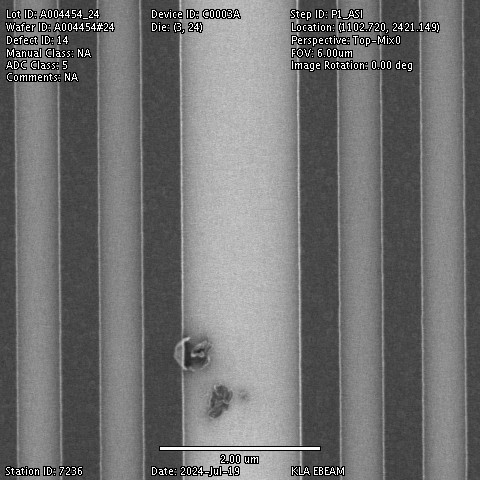 Lot ID: A004454_24
Wafer ID: A004454#24
Defect ID: 14
Manual Class: NA
ADC Class: 5
Comments: NA
Device ID: C0003A
Die: (3, 24)
Step ID: P1_ASI
Location: (1102.720, 2421.149)
Perspective: Top-Mix0
FOV: 6.00um
Image Rotation: 0.00 deg
2.00 um
Station ID: 7236
Date: 2024-Jul-19
KLA EBEAM